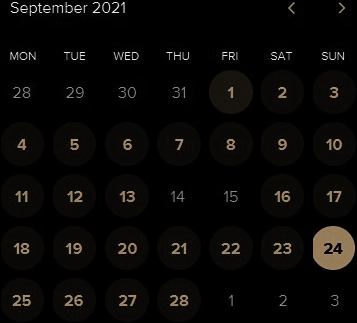 September 2021
MON TUE WED THU FRI SAT SUN
28 29 30 31 1 2 3
4 5 6 7 8 9 10
11 12 13 14 15 16 17
18 19 20 21 22 23 24
25 26 27 28 1 2 3